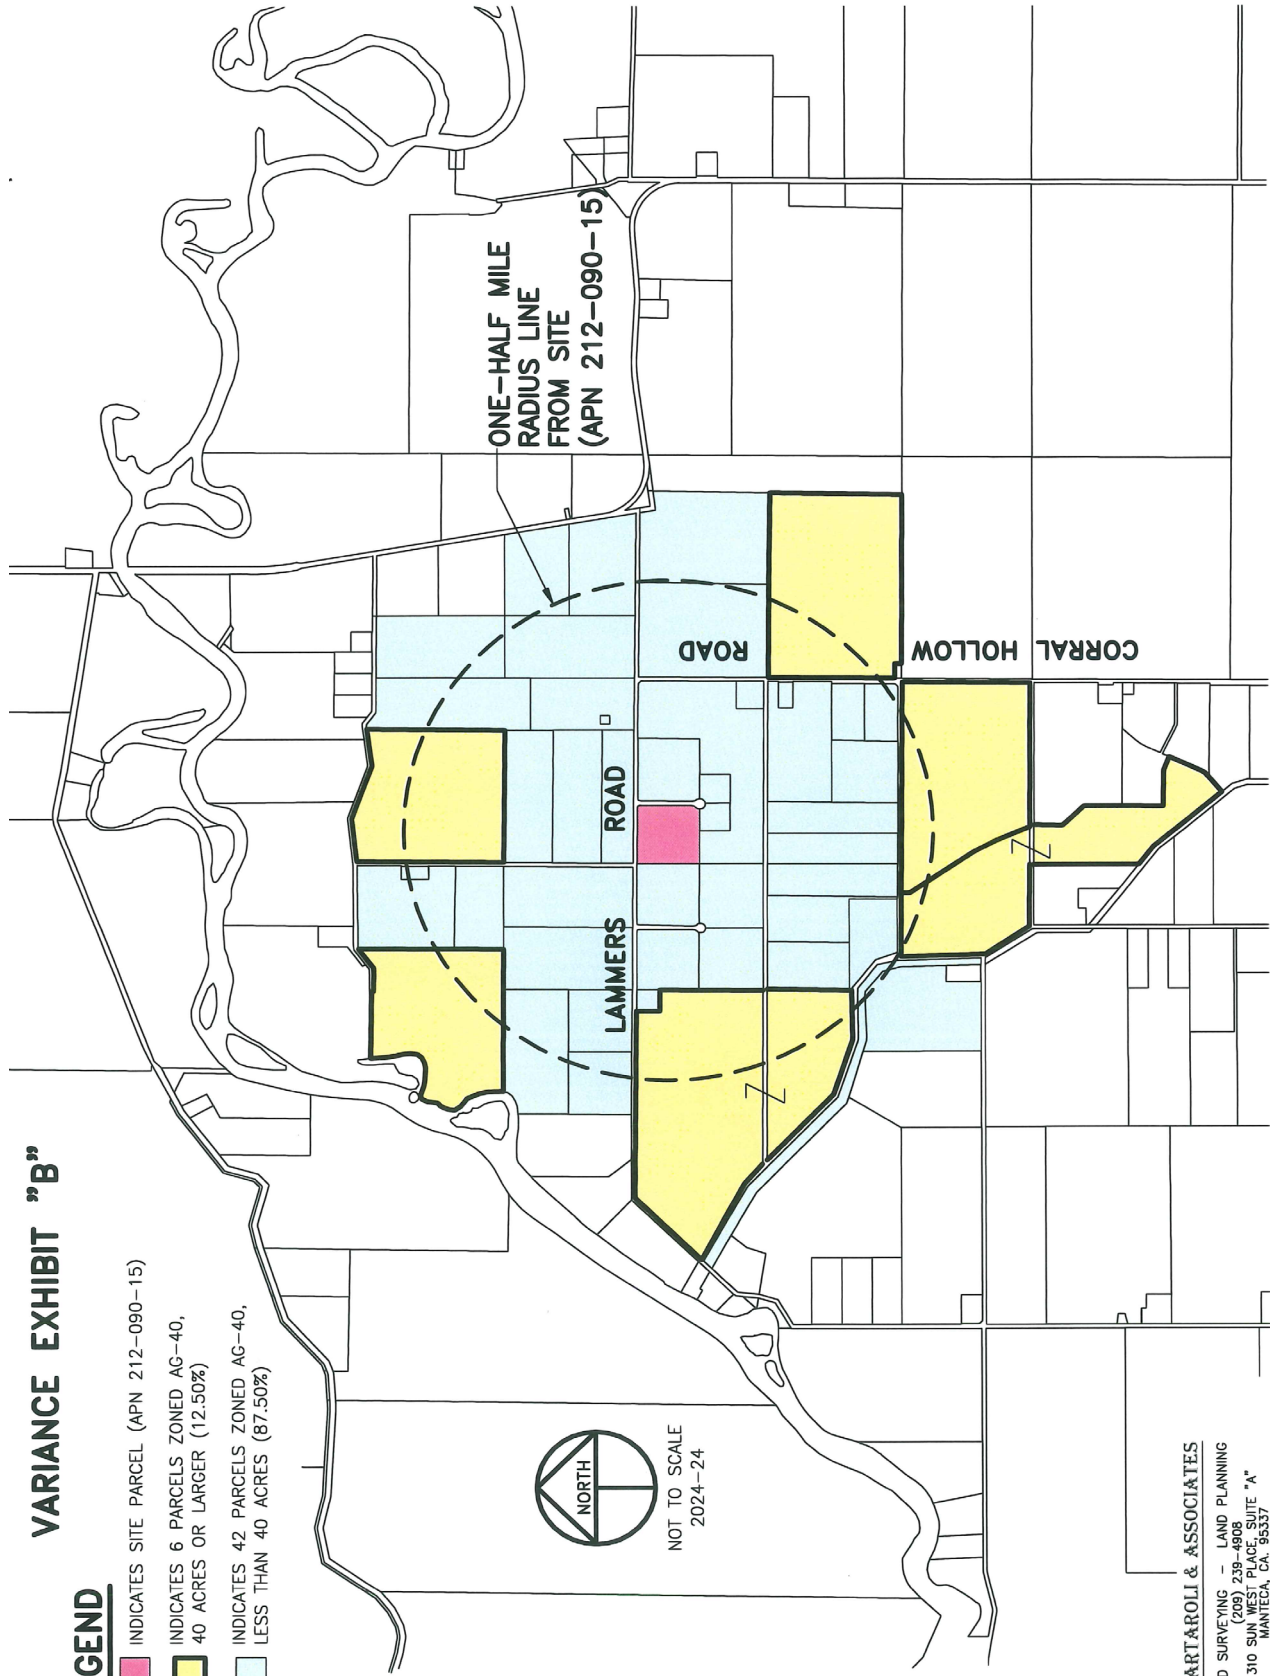 VARIANCE EXHIBIT "B"
GEND
INDICATES SITE PARCEL (APN 212-090-15)
INDICATES 6 PARCELS ZONED AG-40,
40 ACRES OR LARGER (12.50%)
INDICATES 42 PARCELS ZONED AG-40,
LESS THAN 40 ACRES (87.50%)
ONE-HALF MILE
RADIUS LINE
FROM SITE
(APN 212-090-15)
LAMMERS ROAD
CORRAL HOLLOW ROAD
NORTH
NOT TO SCALE
2024-24
ARTAROLI & ASSOCIATES
D SURVEYING - LAND PLANNING
(209) 239-4908
310 SUN WEST PLACE, SUITE "A"
MANTECA, CA. 95337